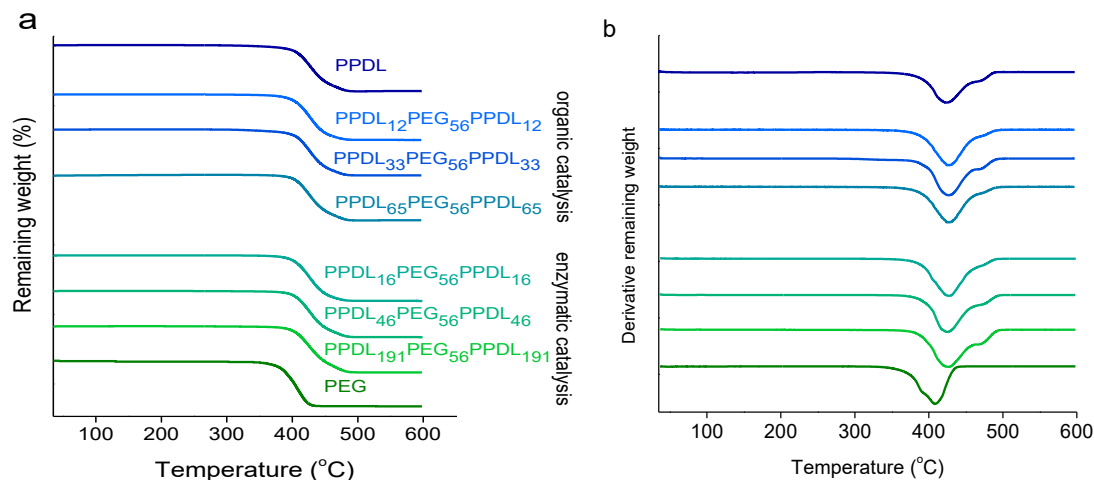 a
Remaining weight (%)
PPDL
PPDL12PEG56PPDL12
PPDL33PEG56PPDL33
PPDL65PEG56PPDL65
PPDL16PEG56PPDL16
PPDL46PEG56PPDL46
PPDL191PEG56PPDL191
PEG
organic catalysis
enzymatic catalysis
100 200 300 400 500 600
Temperature (°C)
b
Derivative remaining weight
100 200 300 400 500 600
Temperature (°C)